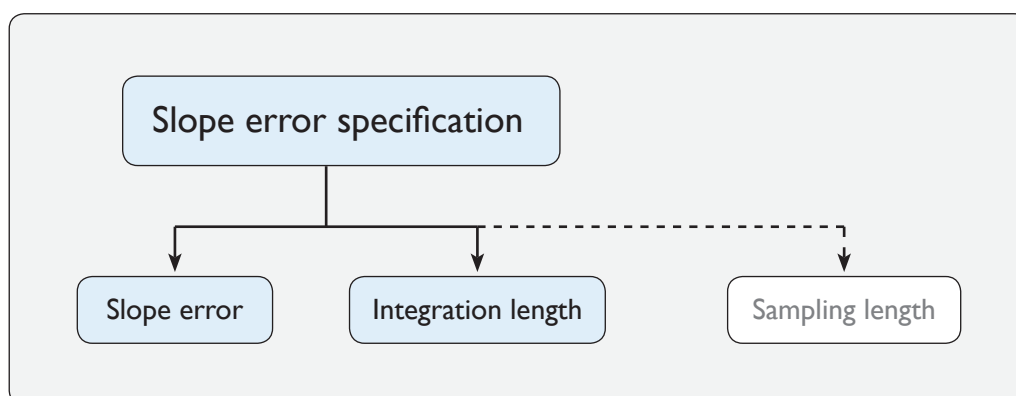 Slope error specification
Slope error
Integration length
Sampling length